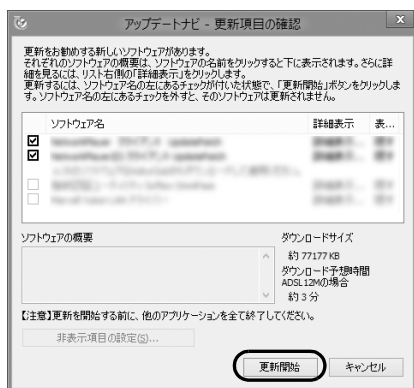 アップデートナビ - 更新項目の確認
x
更新をお勧めする新しいソフトウェアがあります。
それぞれのソフトウェアの概要は、ソフトウェアの名前をクリックすると下に表示されます。さらに詳
細を見るには、リスト右側の「詳細表示」をクリックします。
更新するには、ソフトウェア名の左にあるチェックが付いた状態で、「更新開始」ボタンをクリックしま
す。ソフトウェア名の左にあるチェックを外すと、そのソフトウェアは更新されません。
ソフトウェア名 詳細表示 表...
ソフトウェアの概要
ダウンロードサイズ
約 77177 KB
ダウンロード予想時間
ADSL12Mの場合
約 3 分
【注意】更新を開始する前に、他のアプリケーションを全て終了してください。
非表示項目の設定(S)...
更新開始 キャンセル